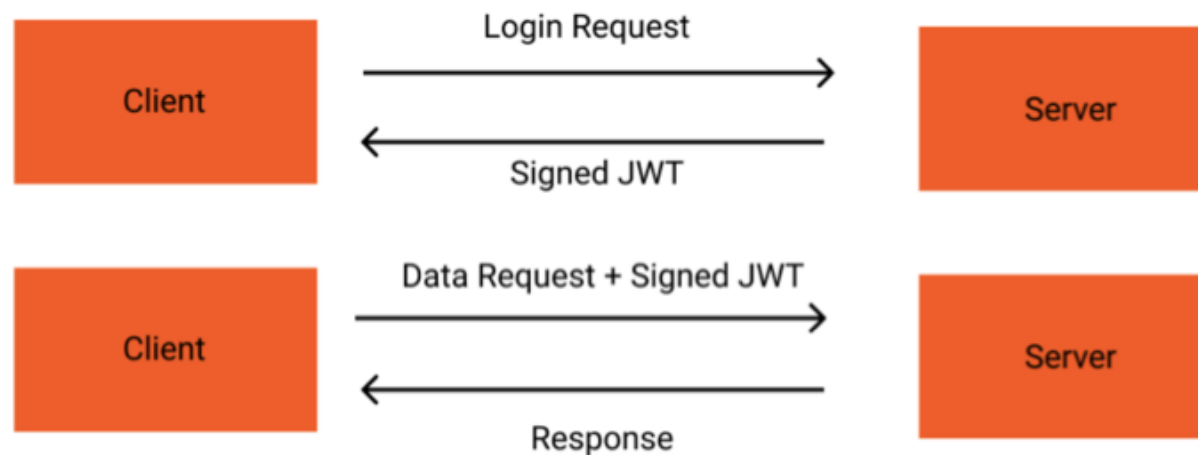 Login Request
Client
Server
Signed JWT
Data Request + Signed JWT
Client
Server
Response